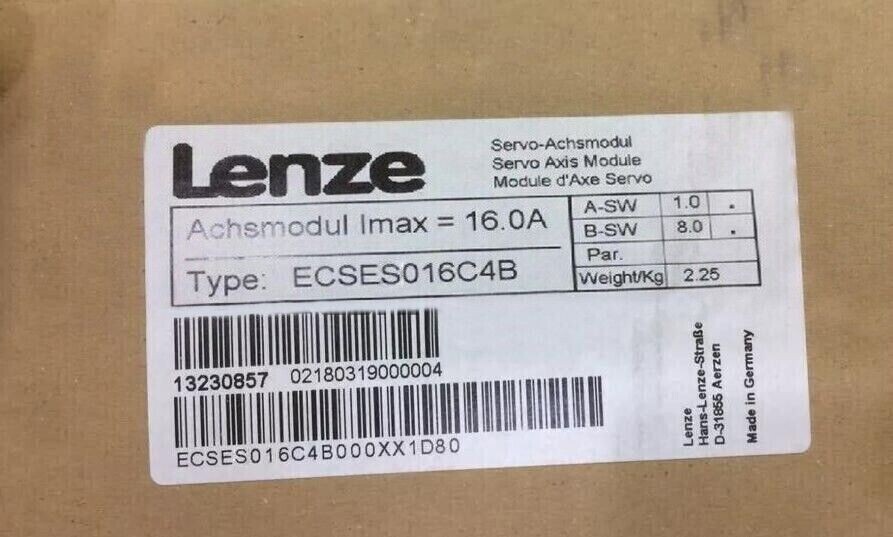 Lenze
Servo-Achsmodul
Servo Axis Module
Module d'Axe Servo
Achsmodul Imax = 16.0A
Type: ECSES016C4B
A-SW 1.0 .
B-SW 8.0 .
Par.
Weight/Kg 2.25
13230857 02180319000004
ECSES016C4B000XX1D80
Lenze
Hans-Lenze-Straße
D-31855 Aerzen
Made in Germany